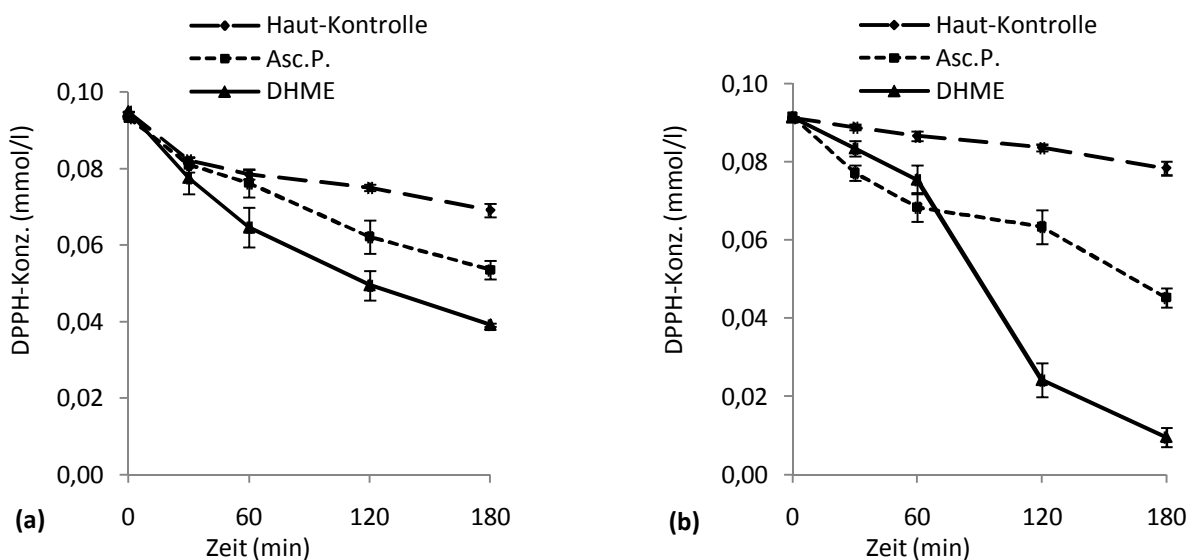 Haut-Kontrolle
Asc.P.
DHME
0,10
0,08
0,06
0,04
0,02
0,00
DPPH-Konz. (mmol/l)
0 60 120 180
Zeit (min)
(a)
Haut-Kontrolle
Asc.P.
DHME
0,10
0,08
0,06
0,04
0,02
0,00
DPPH-Konz. (mmol/l)
0 60 120 180
Zeit (min)
(b)